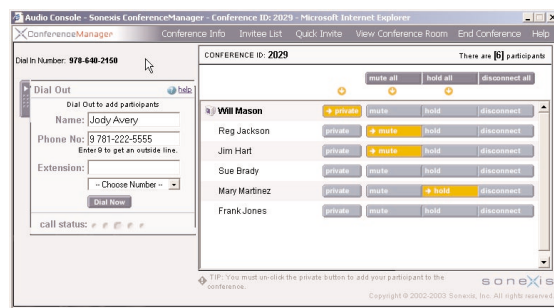 Audio Console - Sonexis ConferenceManager - Conference ID: 2029 - Microsoft Internet Explorer
ConferenceManager Conference Info Invitee List Quick Invite View Conference Room End Conference Help
Dial In Number: 978-640-2150
CONFERENCE ID: 2029 There are [6] participants
mute all hold all disconnect all
Dial Out help
Dial Out to add participants
Name: Jody Avery
Phone No: 9 781-222-5555
Enter 9 to get an outside line.
Extension:
-- Choose Number --
Dial Now
call status:
Will Mason private mute hold disconnect
Reg Jackson private mute hold disconnect
Jim Hart private mute hold disconnect
Sue Brady private mute hold disconnect
Mary Martinez private mute hold disconnect
Frank Jones private mute hold disconnect
TIP: You must un-click the private button to add your participant to the
conference.
sonexis
Copyright © 2002-2003 Sonexis, Inc. All rights reserved